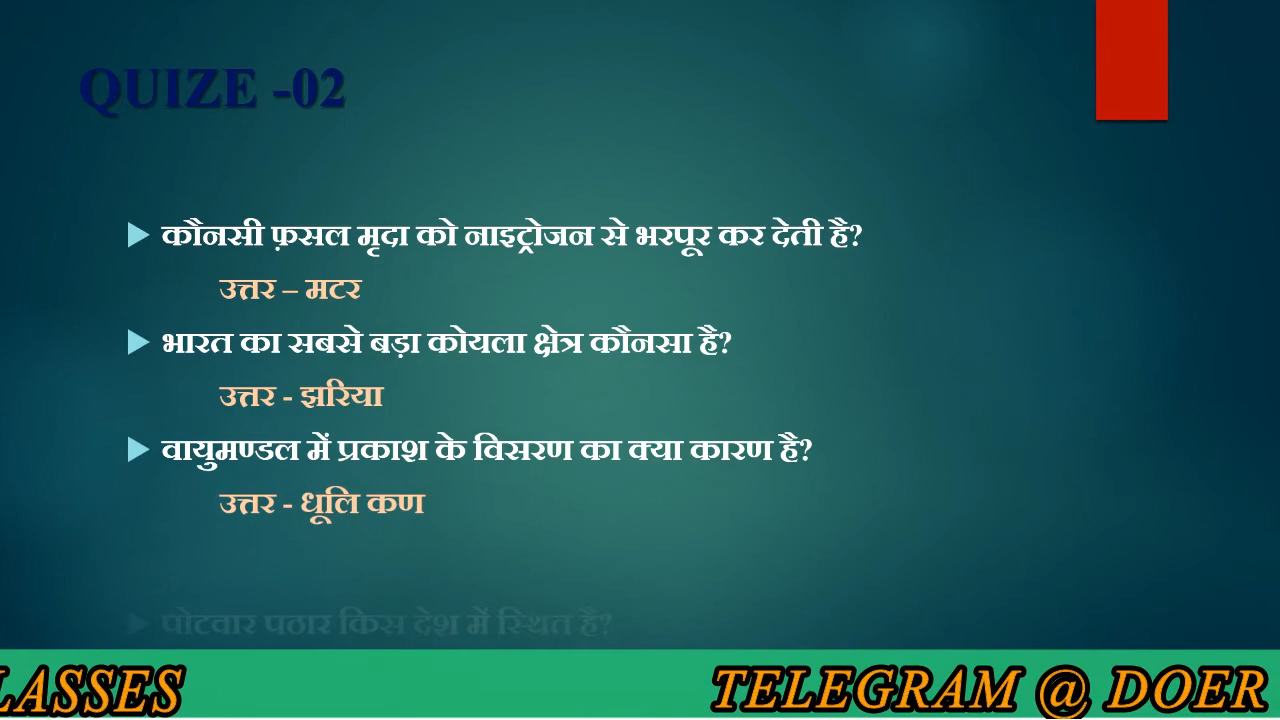 QUIZE -02
कौनसी फ़सल मृदा को नाइट्रोजन से भरपूर कर देती है?
उत्तर – मटर
भारत का सबसे बड़ा कोयला क्षेत्र कौनसा है?
उत्तर - झरिया
वायुमण्डल में प्रकाश के विसरण का क्या कारण है?
उत्तर - धूलि कण
पोटवार पठार किस देश में स्थित है?
LASSES TELEGRAM @ DOER